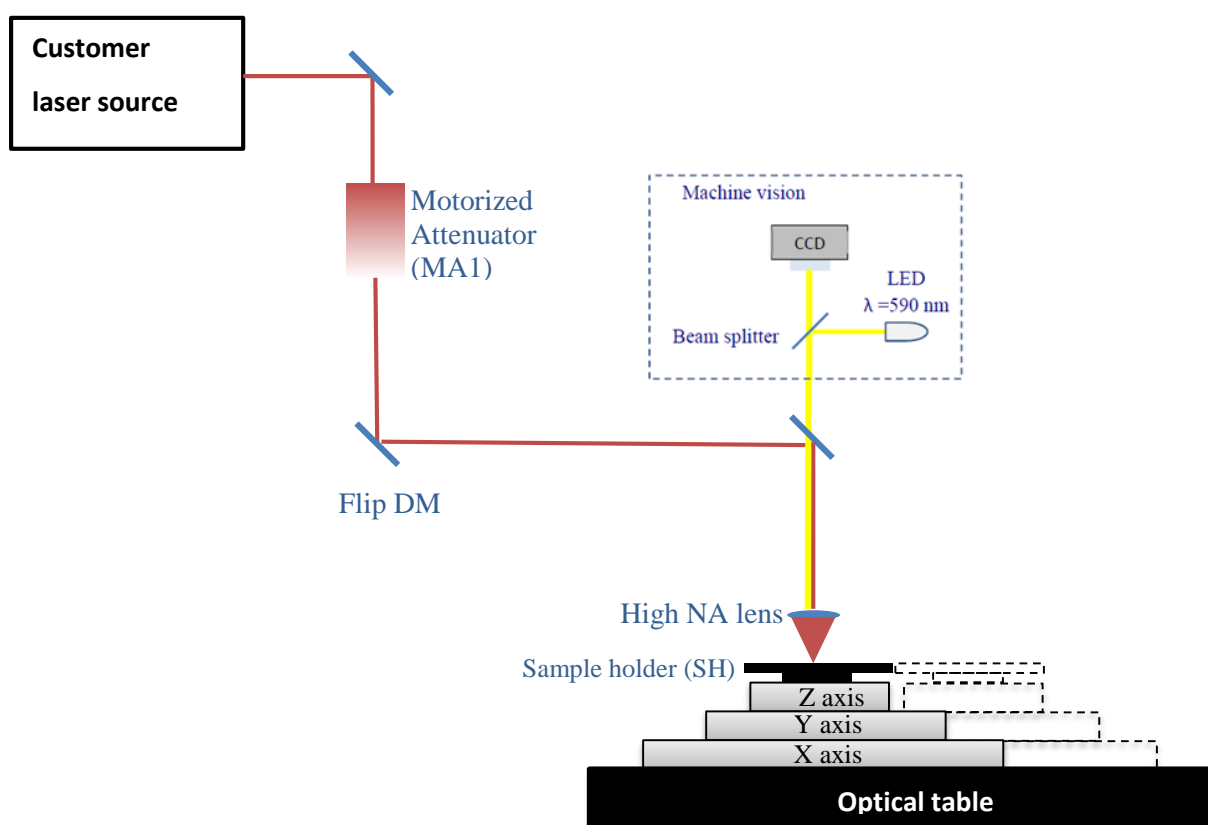 Customer
laser source
Motorized
Attenuator
(MA1)
Machine vision
CCD
LED
λ =590 nm
Beam splitter
Flip DM
High NA lens
Sample holder (SH)
Z axis
Y axis
X axis
Optical table